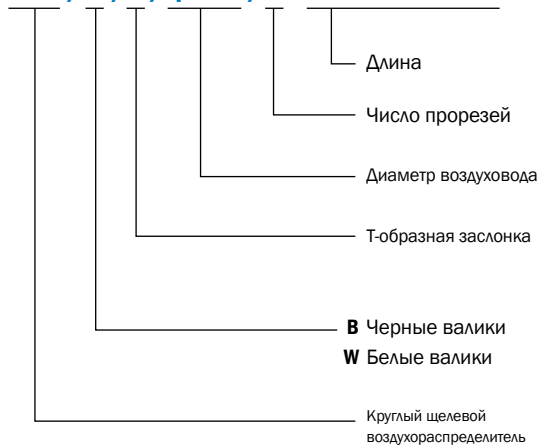 Длина
Число прорезей
Диаметр воздуховода
Т-образная заслонка
B Черные валики
W Белые валики
Круглый щелевой
воздухораспределитель